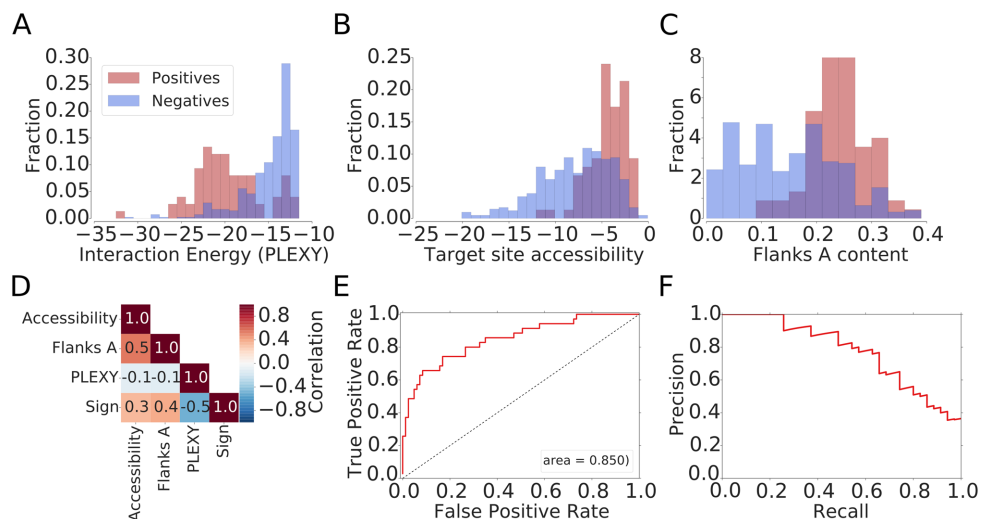 A
B
C
0.30
0.25
0.20
0.15
0.10
0.05
0.00
Fraction
Positives
Negatives
−35 −30 −25 −20 −15 −10
Interaction Energy (PLEXY)
0.25
0.20
0.15
0.10
0.05
0.00
Fraction
−25 −20 −15 −10 −5 0
Target site accessibility
8
6
4
2
0
Fraction
0.0 0.1 0.2 0.3 0.4
Flanks A content
D
E
F
Accessibility 1.0
Flanks A 0.5 1.0
PLEXY -0.1 -0.1 1.0
Sign 0.3 0.4 -0.5 1.0
Accessibility
Flanks A
PLEXY
Sign
0.8
0.4
0.0
−0.4
−0.8
Correlation
1.0
0.8
0.6
0.4
0.2
0.0
True Positive Rate
area = 0.850)
0.0 0.2 0.4 0.6 0.8 1.0
False Positive Rate
1.0
0.8
0.6
0.4
0.2
0.0
Precision
0.0 0.2 0.4 0.6 0.8 1.0
Recall